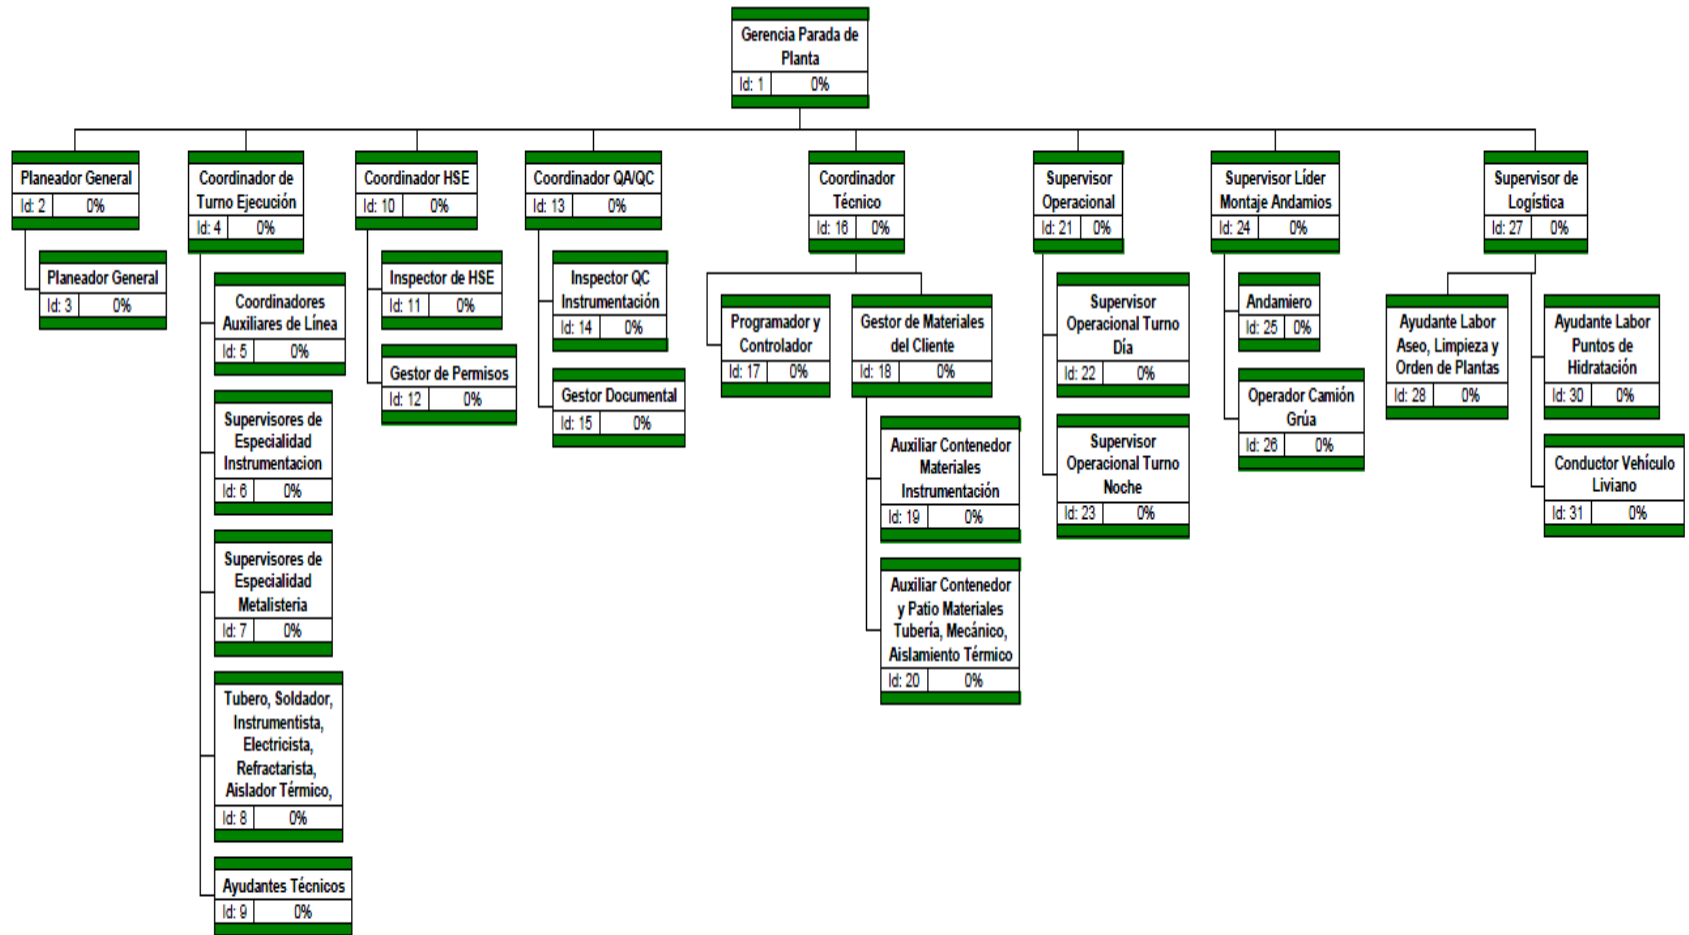 Gerencia Parada de
Planta
Id: 1 0%
Planeador General
Id: 2 0%
Planeador General
Id: 3 0%
Coordinador de
Turno Ejecución
Id: 4 0%
Coordinadores
Auxiliares de Línea
Id: 5 0%
Supervisores de
Especialidad
Instrumentacion
Id: 6 0%
Supervisores de
Especialidad
Metalisteria
Id: 7 0%
Tubero, Soldador,
Instrumentista,
Electricista,
Refractarista,
Aislador Térmico,
Id: 8 0%
Ayudantes Técnicos
Id: 9 0%
Coordinador HSE
Id: 10 0%
Inspector de HSE
Id: 11 0%
Gestor de Permisos
Id: 12 0%
Coordinador QA/QC
Id: 13 0%
Inspector QC
Instrumentación
Id: 14 0%
Gestor Documental
Id: 15 0%
Coordinador
Técnico
Id: 16 0%
Programador y
Controlador
Id: 17 0%
Gestor de Materiales
del Cliente
Id: 18 0%
Auxiliar Contenedor
Materiales
Instrumentación
Id: 19 0%
Auxiliar Contenedor
y Patio Materiales
Tubería, Mecánico,
Aislamiento Térmico
Id: 20 0%
Supervisor
Operacional
Id: 21 0%
Supervisor
Operacional Turno
Día
Id: 22 0%
Supervisor
Operacional Turno
Noche
Id: 23 0%
Supervisor Líder
Montaje Andamios
Id: 24 0%
Andamiero
Id: 25 0%
Operador Camión
Grúa
Id: 26 0%
Supervisor de
Logística
Id: 27 0%
Ayudante Labor
Aseo, Limpieza y
Orden de Plantas
Id: 28 0%
Ayudante Labor
Puntos de
Hidratación
Id: 30 0%
Conductor Vehículo
Liviano
Id: 31 0%